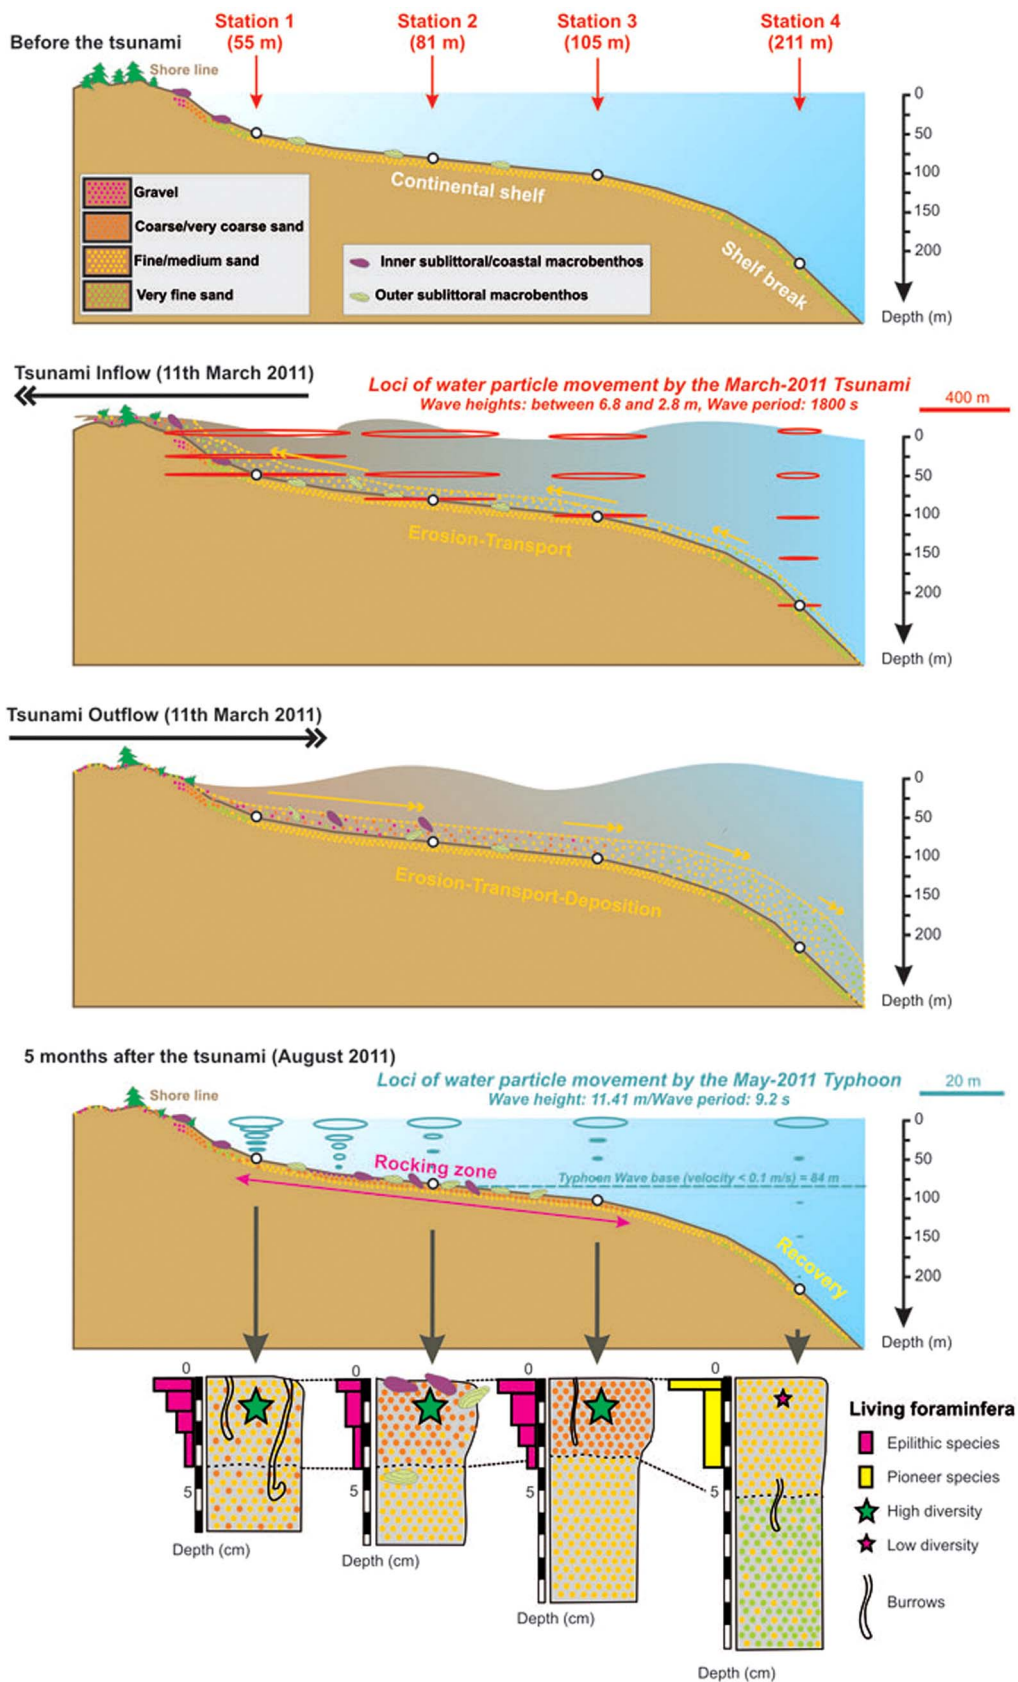 Station 1
(55 m)
Station 2
(81 m)
Station 3
(105 m)
Station 4
(211 m)
Before the tsunami
Shore line
0
50
100
150
200
Depth (m)
Continental shelf
Shelf break
Gravel
Coarse/very coarse sand
Fine/medium sand
Very fine sand
Inner sublittoral/coastal macrobenthos
Outer sublittoral macrobenthos
Tsunami Inflow (11th March 2011)
Loci of water particle movement by the March-2011 Tsunami
Wave heights: between 6.8 and 2.8 m, Wave period: 1800 s
400 m
0
50
100
150
200
Depth (m)
Erosion-Transport
Tsunami Outflow (11th March 2011)
0
50
100
150
200
Depth (m)
Erosion-Transport-Deposition
5 months after the tsunami (August 2011)
Loci of water particle movement by the May-2011 Typhoon
Wave height: 11.41 m/Wave period: 9.2 s
20 m
Shore line
0
50
100
150
200
Depth (m)
Rocking zone
Typhoon Wave base (velocity < 0.1 m/s) = 84 m
Recovery
0
5
Depth (cm)
0
5
Depth (cm)
0
5
Depth (cm)
0
5
Depth (cm)
Living foraminfera
Epilithic species
Pioneer species
High diversity
Low diversity
Burrows